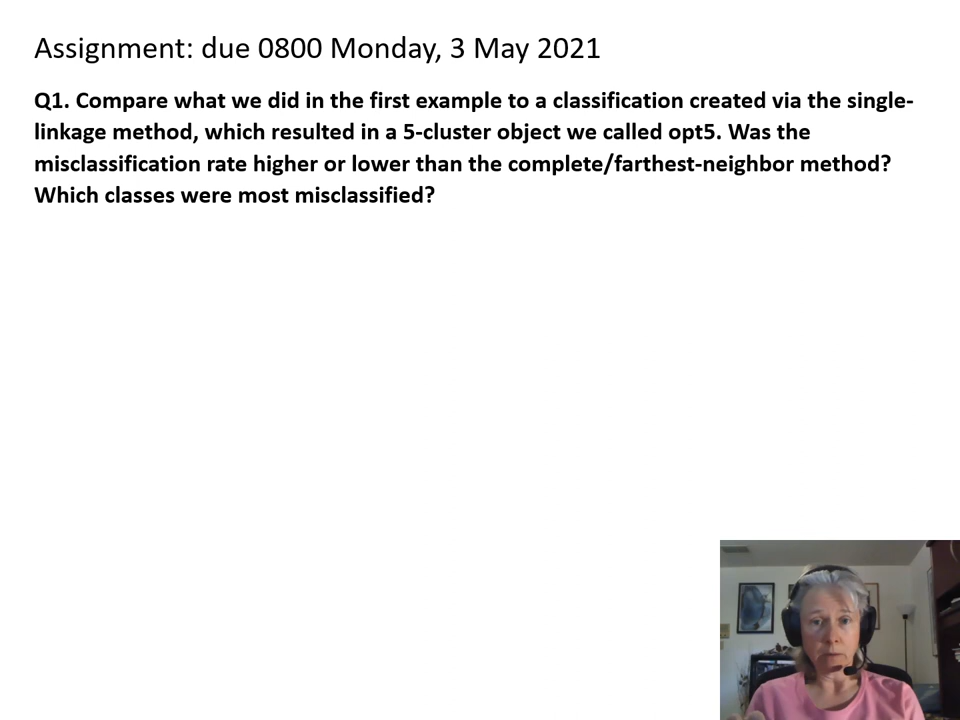 Assignment: due 0800 Monday, 3 May 2021
Q1. Compare what we did in the first example to a classification created via the single-
linkage method, which resulted in a 5-cluster object we called opt5. Was the
misclassification rate higher or lower than the complete/farthest-neighbor method?
Which classes were most misclassified?